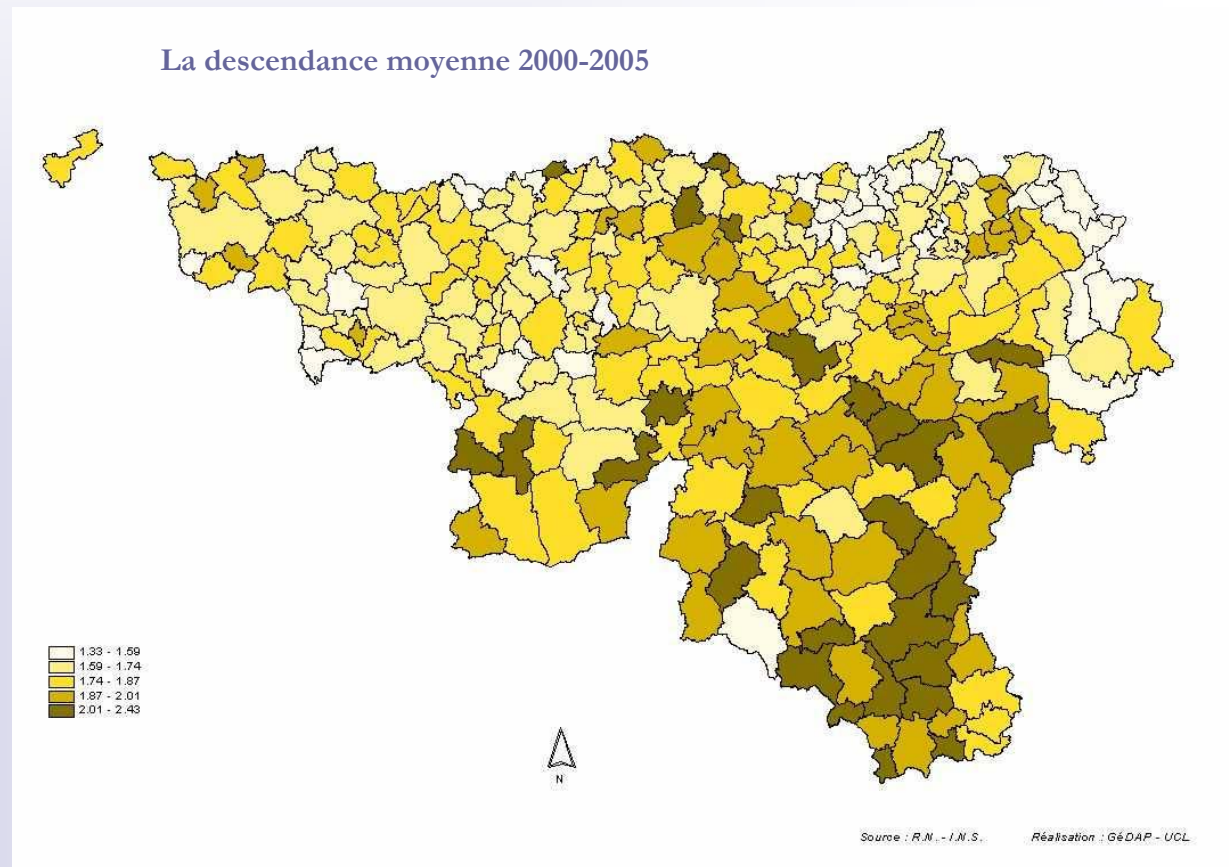 La descendance moyenne 2000-2005
1.33 - 1.59
1.59 - 1.74
1.74 - 1.87
1.87 - 2.01
2.01 - 2.43
N
Source : R.N. - I.N.S. Réalisation : GéDAP - UCL